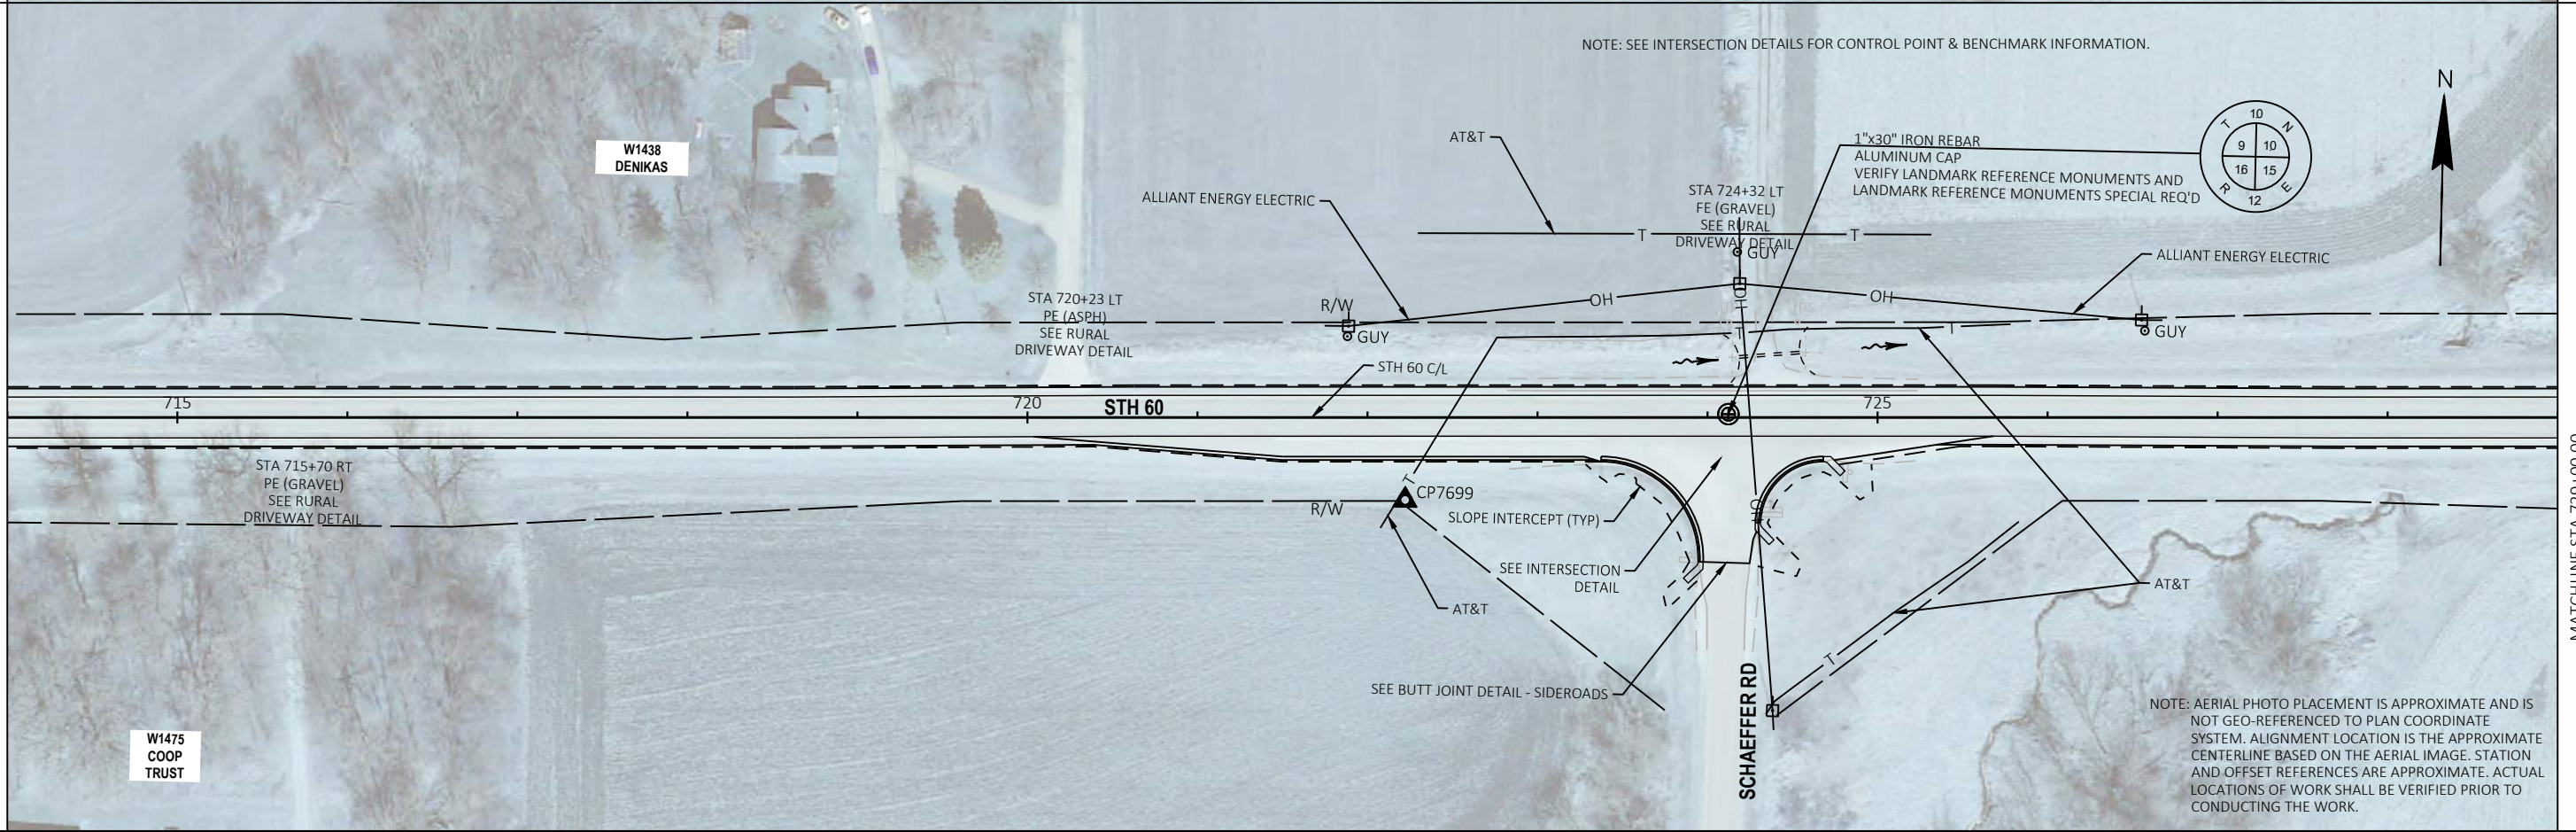 NOTE: SEE INTERSECTION DETAILS FOR CONTROL POINT & BENCHMARK INFORMATION.
N
W1438
DENIKAS
AT&T
1"x30" IRON REBAR
ALUMINUM CAP
VERIFY LANDMARK REFERENCE MONUMENTS AND
LANDMARK REFERENCE MONUMENTS SPECIAL REQ'D
10
T N
9 10
16 15
R E
12
ALLIANT ENERGY ELECTRIC
STA 724+32 LT
FE (GRAVEL)
SEE RURAL
DRIVEWAY DETAIL
T
T
GUY
ALLIANT ENERGY ELECTRIC
STA 720+23 LT
PE (ASPH)
SEE RURAL
DRIVEWAY DETAIL
R/W
GUY
OH
OH
OH
GUY
T
T
STH 60 C/L
715
720
STH 60
725
STA 715+70 RT
PE (GRAVEL)
SEE RURAL
DRIVEWAY DETAIL
T
CP7699
R/W
SLOPE INTERCEPT (TYP)
OH
SEE INTERSECTION
DETAIL
AT&T
AT&T
T
SEE BUTT JOINT DETAIL - SIDEROADS
SCHAEFFER RD
W1475
COOP
TRUST
NOTE: AERIAL PHOTO PLACEMENT IS APPROXIMATE AND IS
NOT GEO-REFERENCED TO PLAN COORDINATE
SYSTEM. ALIGNMENT LOCATION IS THE APPROXIMATE
CENTERLINE BASED ON THE AERIAL IMAGE. STATION
AND OFFSET REFERENCES ARE APPROXIMATE. ACTUAL
LOCATIONS OF WORK SHALL BE VERIFIED PRIOR TO
CONDUCTING THE WORK.